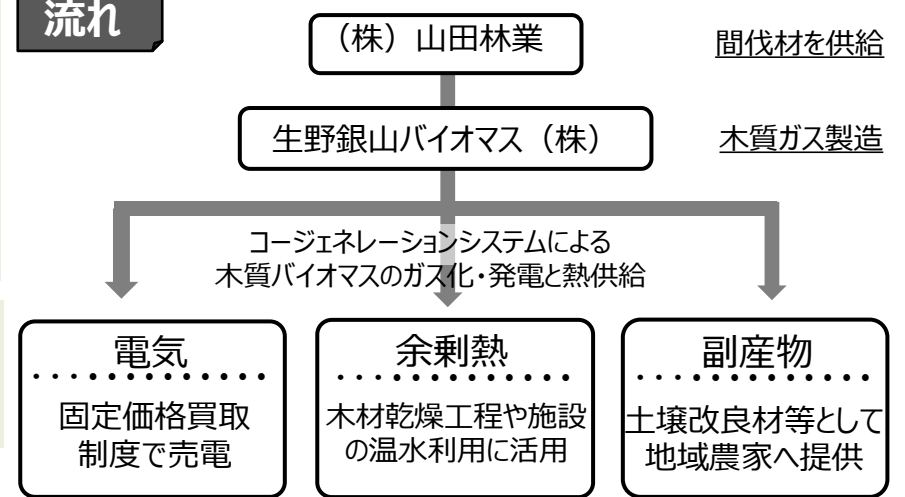 流れ
（株）山田林業
間伐材を供給
生野銀山バイオマス（株）
木質ガス製造
コージェネレーションシステムによる
木質バイオマスのガス化・発電と熱供給
電気
固定価格買取
制度で売電
余剰熱
木材乾燥工程や施設
の温水利用に活用
副産物
土壌改良材等として
地域農家へ提供